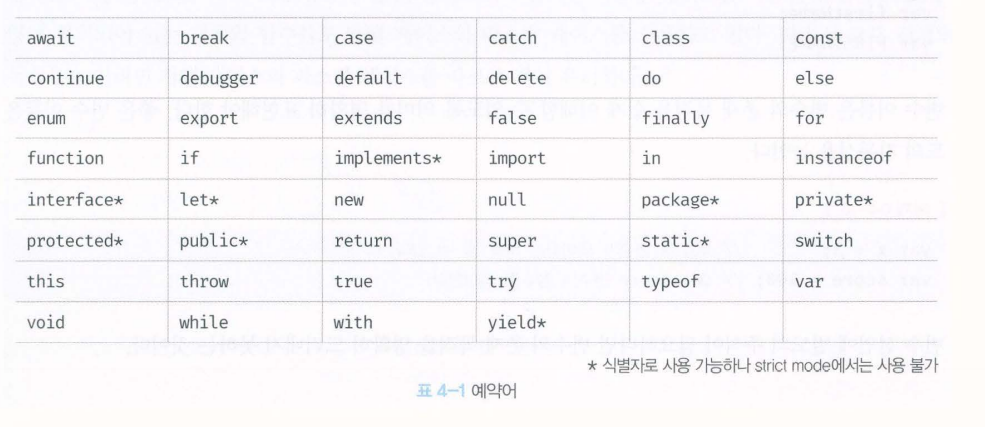 await break case catch class const
continue debugger default delete do else
enum export extends false finally for
function if implements* import in instanceof
interface* let* new null package* private*
protected* public* return super static* switch
this throw true try typeof var
void while with yield*
* 식별자로 사용 가능하나 strict mode에서는 사용 불가
표 4-1 예약어